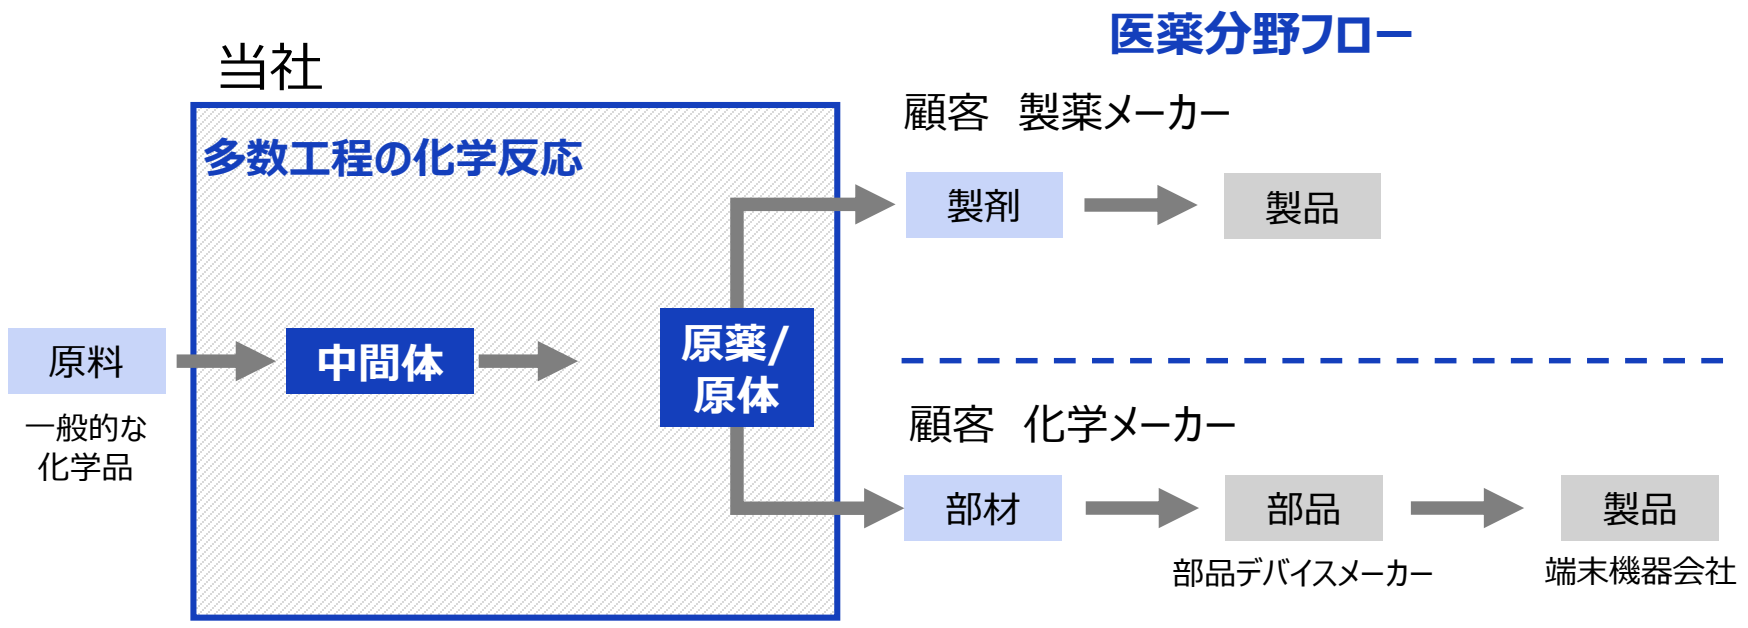 医薬分野フロー
当社
多数工程の化学反応
顧客　製薬メーカー
製剤
製品
原料
一般的な
化学品
中間体
原薬/
原体
顧客　化学メーカー
部材
部品
部品デバイスメーカー
製品
端末機器会社